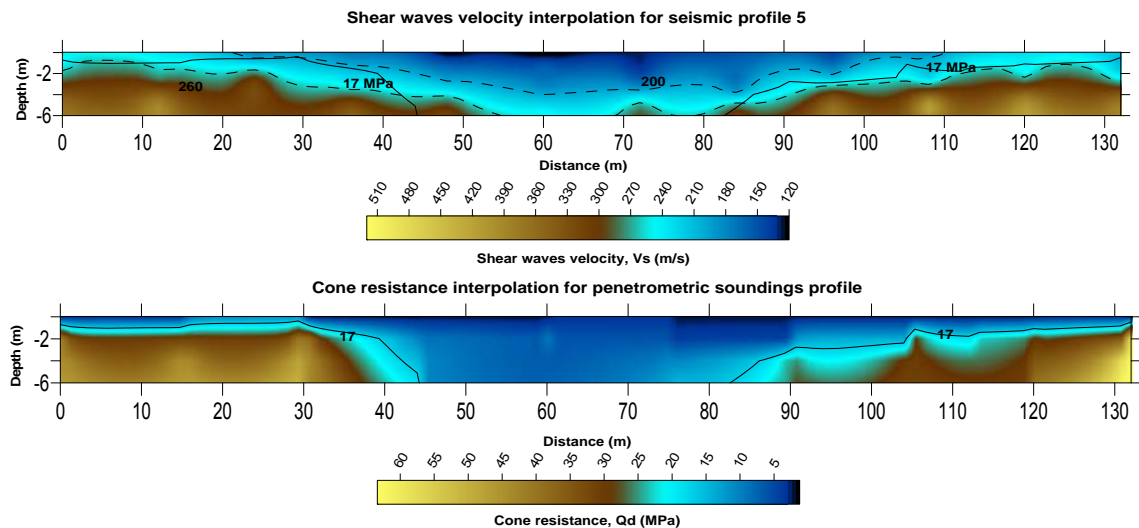 Shear waves velocity interpolation for seismic profile 5
Depth (m)
-2
-6
260
17 MPa
200
17 MPa
0 10 20 30 40 50 60 70 80 90 100 110 120 130
Distance (m)
510 480 450 420 390 360 330 300 270 240 210 180 150 120
Shear waves velocity, Vs (m/s)
Cone resistance interpolation for penetrometric soundings profile
Depth (m)
-2
-6
17
17
0 10 20 30 40 50 60 70 80 90 100 110 120 130
Distance (m)
60 55 50 45 40 35 30 25 20 15 10 5
Cone resistance, Qd (MPa)